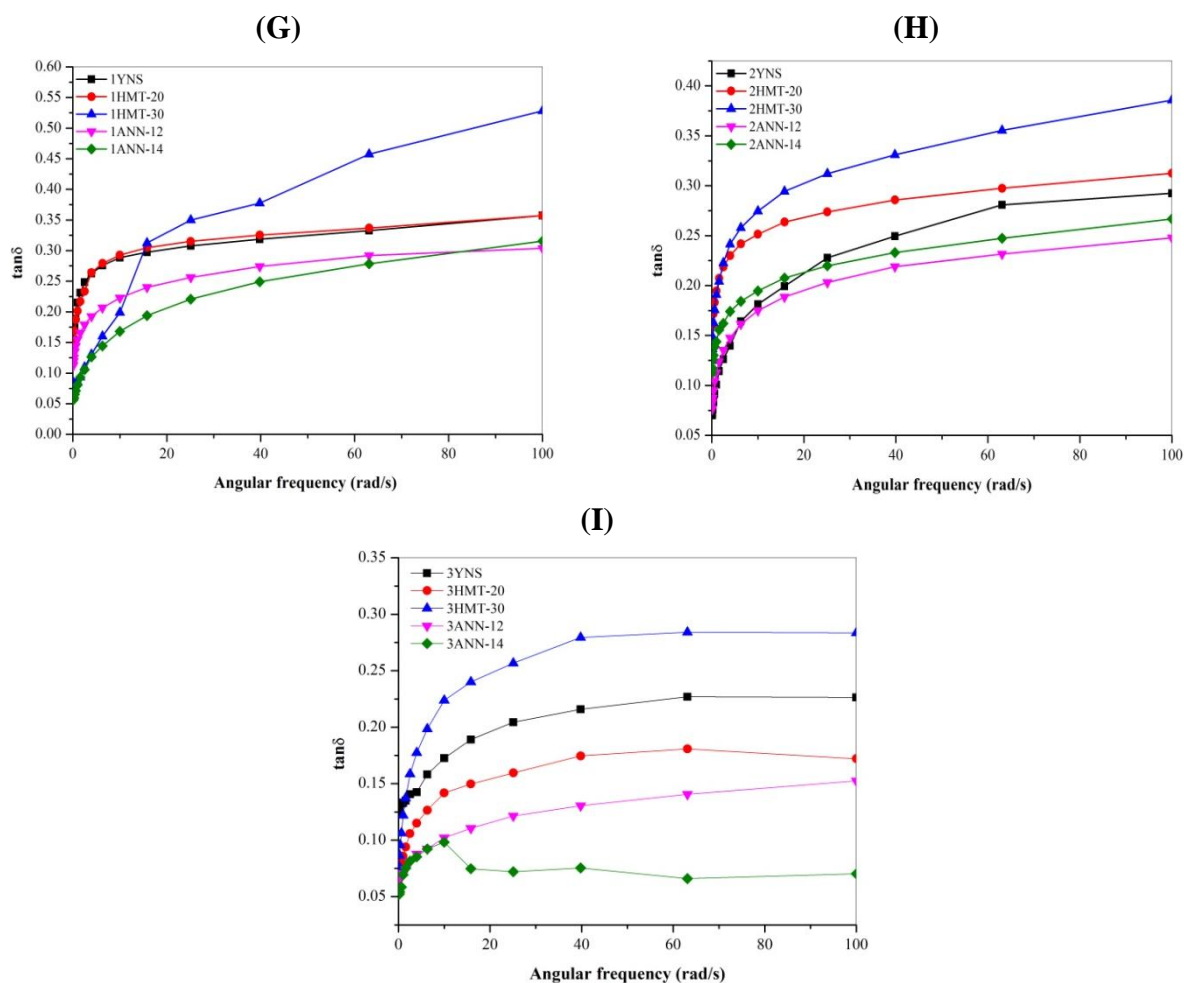 (G)
0.60
0.55
0.50
0.45
0.40
0.35
0.30
0.25
0.20
0.15
0.10
0.05
0.00
tanδ
1YNS
1HMT-20
1HMT-30
1ANN-12
1ANN-14
0 20 40 60 80 100
Angular frequency (rad/s)
(H)
0.40
0.35
0.30
0.25
0.20
0.15
0.10
0.05
tanδ
2YNS
2HMT-20
2HMT-30
2ANN-12
2ANN-14
0 20 40 60 80 100
Angular frequency (rad/s)
(I)
0.35
0.30
0.25
0.20
0.15
0.10
0.05
tanδ
3YNS
3HMT-20
3HMT-30
3ANN-12
3ANN-14
0 20 40 60 80 100
Angular frequency (rad/s)